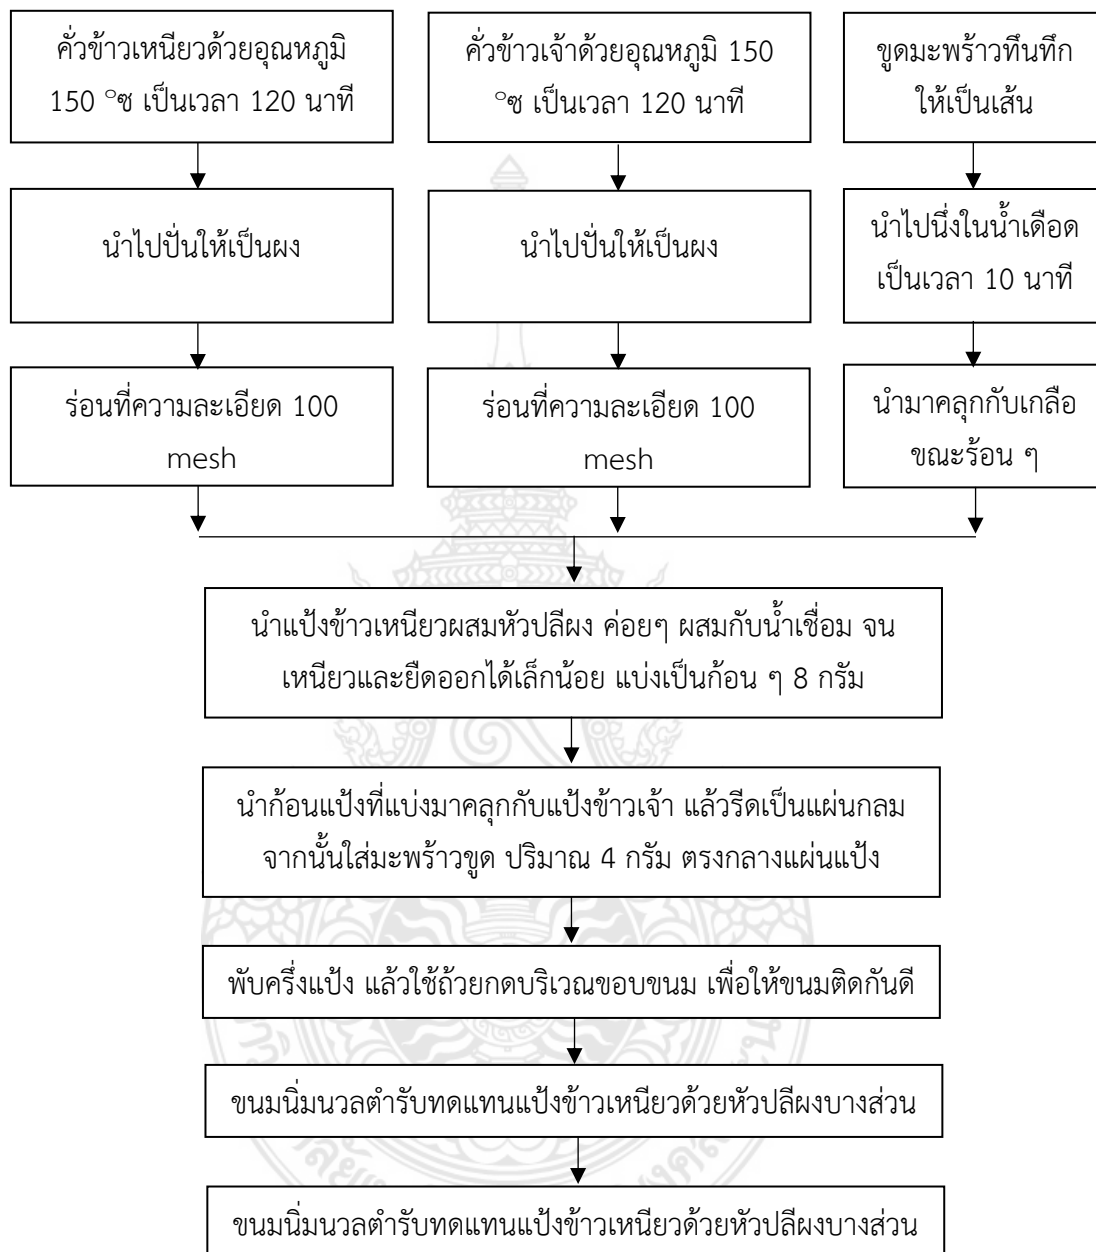 คั่วข้าวเหนียวด้วยอุณหภูมิ
150 °ซ เป็นเวลา 120 นาที
คั่วข้าวเจ้าด้วยอุณหภูมิ 150
°ซ เป็นเวลา 120 นาที
ขูดมะพร้าวทึนทึก
ให้เป็นเส้น
นำไปปั่นให้เป็นผง
นำไปปั่นให้เป็นผง
นำไปนึ่งในน้ำเดือด
เป็นเวลา 10 นาที
ร่อนที่ความละเอียด 100
mesh
ร่อนที่ความละเอียด 100
mesh
นำมาคลุกกับเกลือ
ขณะร้อน ๆ
นำแป้งข้าวเหนียวผสมหัวปลีผง ค่อยๆ ผสมกับน้ำเชื่อม จน
เหนียวและยืดออกได้เล็กน้อย แบ่งเป็นก้อน ๆ 8 กรัม
นำก้อนแป้งที่แบ่งมาคลุกกับแป้งข้าวเจ้า แล้วรีดเป็นแผ่นกลม
จากนั้นใส่มะพร้าวขูด ปริมาณ 4 กรัม ตรงกลางแผ่นแป้ง
พับครึ่งแป้ง แล้วใช้ถ้วยกดบริเวณขอบขนม เพื่อให้ขนมติดกันดี
ขนมนิ่มนวลตำรับทดแทนแป้งข้าวเหนียวด้วยหัวปลีผงบางส่วน
ขนมนิ่มนวลตำรับทดแทนแป้งข้าวเหนียวด้วยหัวปลีผงบางส่วน